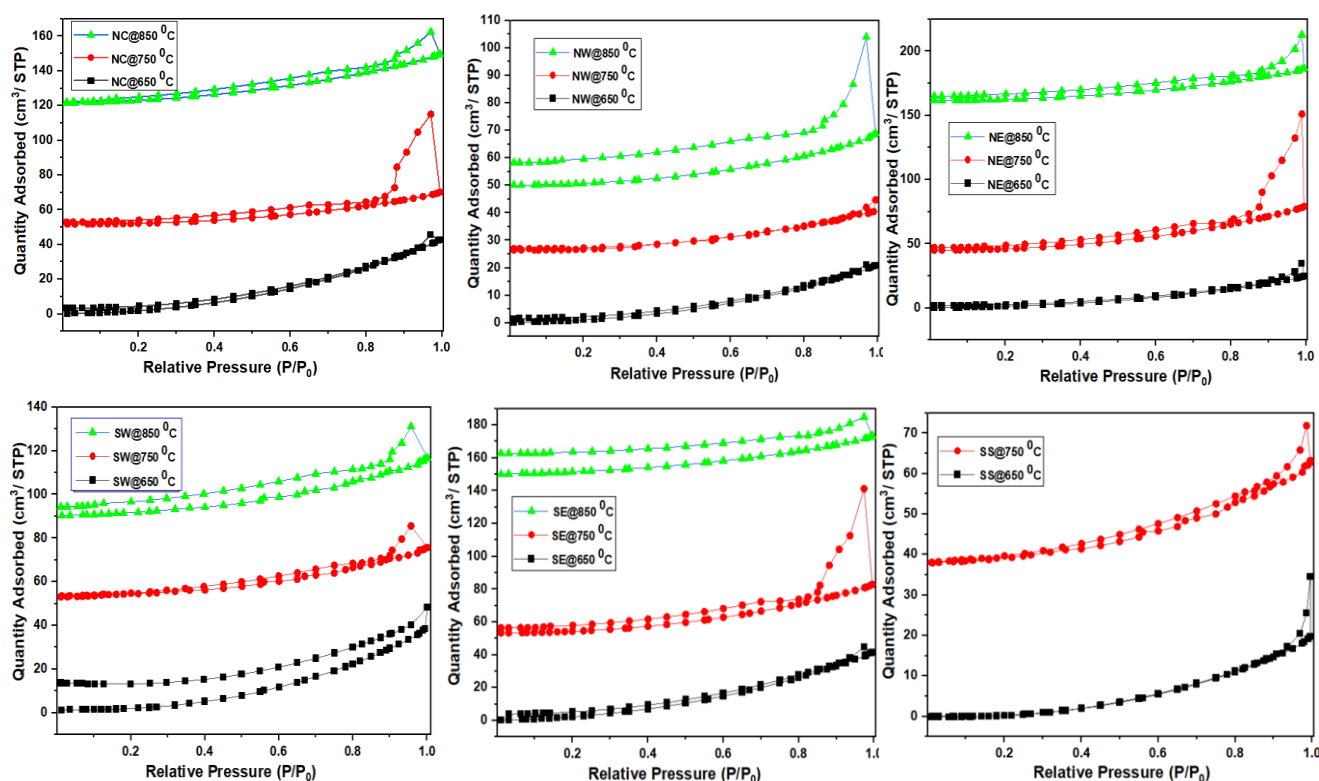 NC@850 ⁰C
NC@750 ⁰C
NC@650 ⁰C
Quantity Adsorbed (cm³/ STP)
160
140
120
100
80
60
40
20
0
0.2
0.4
0.6
0.8
1.0
Relative Pressure (P/P₀)
NW@850 ⁰C
NW@750 ⁰C
NW@650 ⁰C
Quantity Adsorbed (cm³/ STP)
100
90
80
70
60
50
40
30
20
10
0
0.2
0.4
0.6
0.8
1.0
Relative Pressure (P/P₀)
NE@850 ⁰C
NE@750 ⁰C
NE@650 ⁰C
Quantity Adsorbed (cm³/ STP)
200
150
100
50
0
0.2
0.4
0.6
0.8
1.0
Relative Pressure (P/P₀)
SW@850 ⁰C
SW@750 ⁰C
SW@650 ⁰C
Quantity Adsorbed (cm³/ STP)
140
120
100
80
60
40
20
0
0.2
0.4
0.6
0.8
1.0
Relative Pressure (P/P₀)
SE@850 ⁰C
SE@750 ⁰C
SE@650 ⁰C
Quantity Adsorbed (cm³/ STP)
180
160
140
120
100
80
60
40
20
0
0.2
0.4
0.6
0.8
1.0
Relative Pressure (P/P₀)
SS@750 ⁰C
SS@650 ⁰C
Quantity Adsorbed (cm³/ STP)
70
60
50
40
30
20
10
0
0.2
0.4
0.6
0.8
1.0
Relative Pressure (P/P₀)